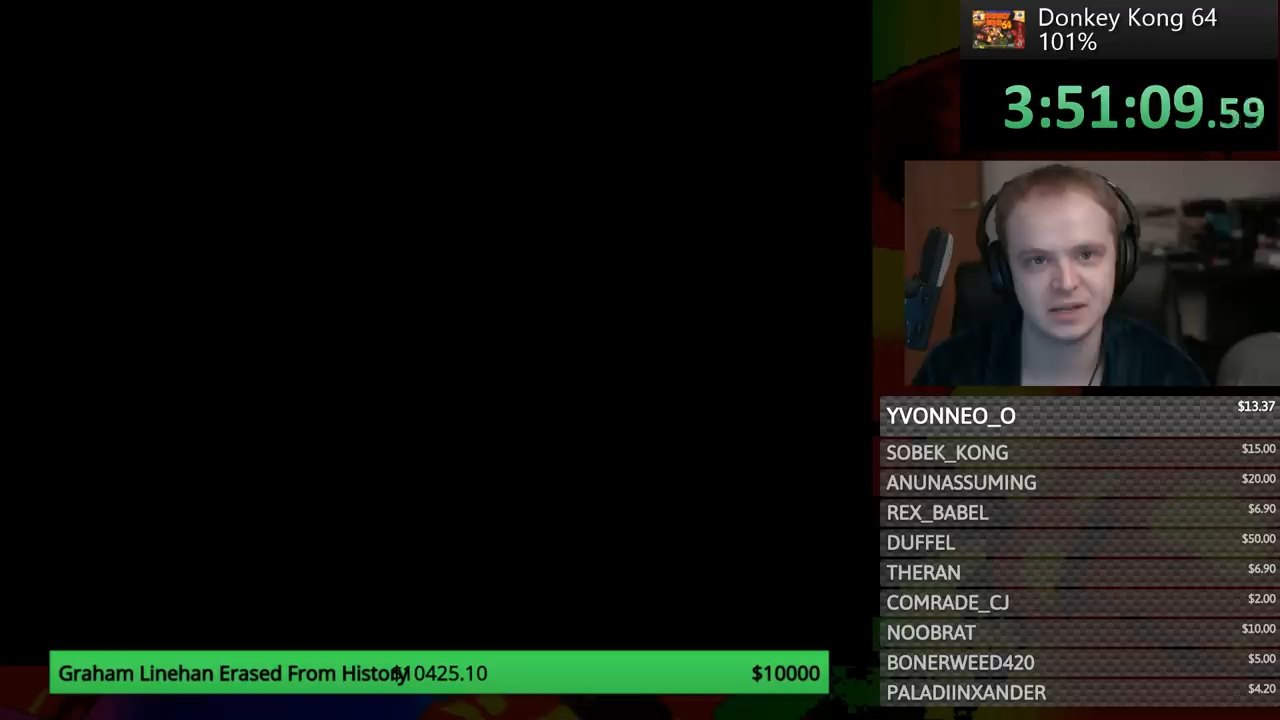 Donkey Kong 64
101%
3:51:09.59
YVONNEO_O $13.37
SOBEK_KONG $15.00
ANUNASSUMING $20.00
REX_BABEL $6.90
DUFFEL $50.00
THERAN $6.90
COMRADE_CJ $2.00
NOOBRAT $10.00
BONERWEED420 $5.00
PALADIINXANDER $4.20
Graham Linehan Erased From History $10425.10 $10000